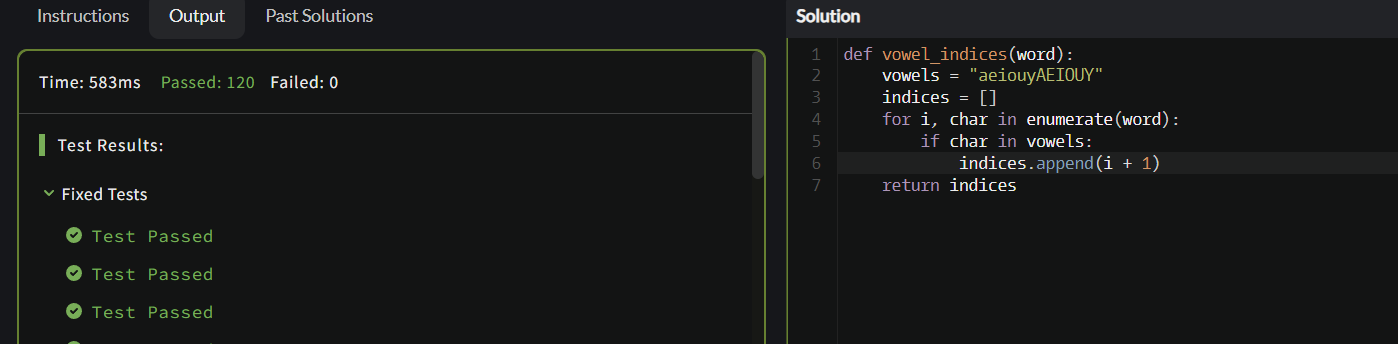 Instructions Output Past Solutions
Time: 583ms Passed: 120 Failed: 0
Test Results:
Fixed Tests
Test Passed
Test Passed
Test Passed
Solution
1 def vowel_indices(word):
2     vowels = "aeiouyAEIOUY"
3     indices = []
4     for i, char in enumerate(word):
5         if char in vowels:
6             indices.append(i + 1)
7     return indices